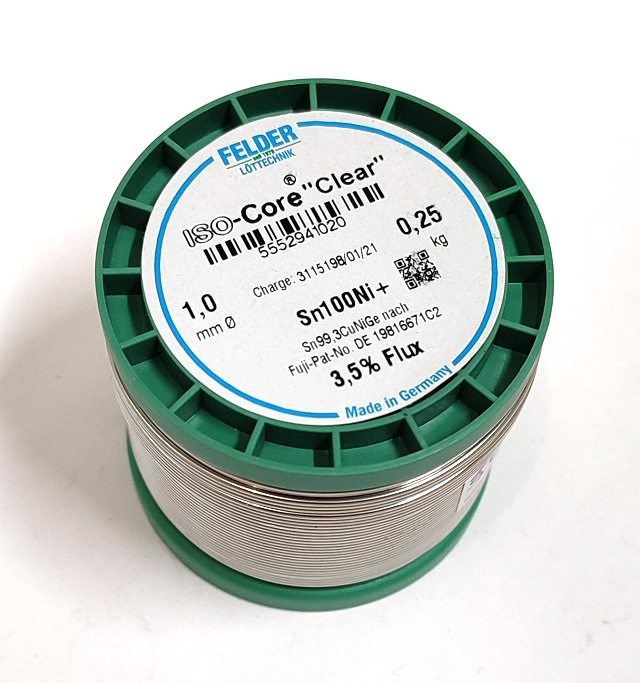 FELDER
seit 1979
LÖTTECHNIK
ISO-Core® "Clear"
5552941020
Charge: 3115198/01/21
1,0
mm Ø
0,25
kg
Sn100Ni+
Sn99,3CuNiGe nach
Fuji-Pat-No. DE 19816671C2
3,5% Flux
Made in Germany